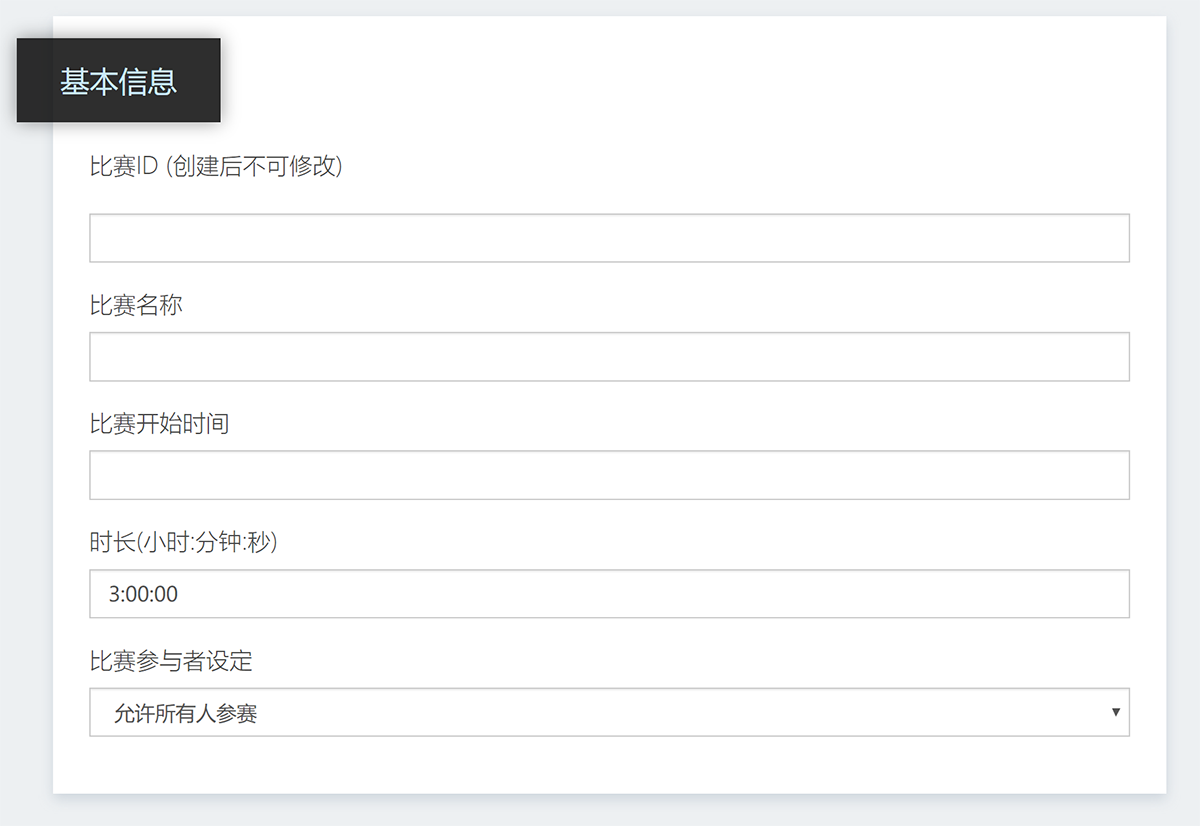 基本信息
比赛ID (创建后不可修改)
比赛名称
比赛开始时间
时长(小时:分钟:秒)
3:00:00
比赛参与者设定
允许所有人参赛